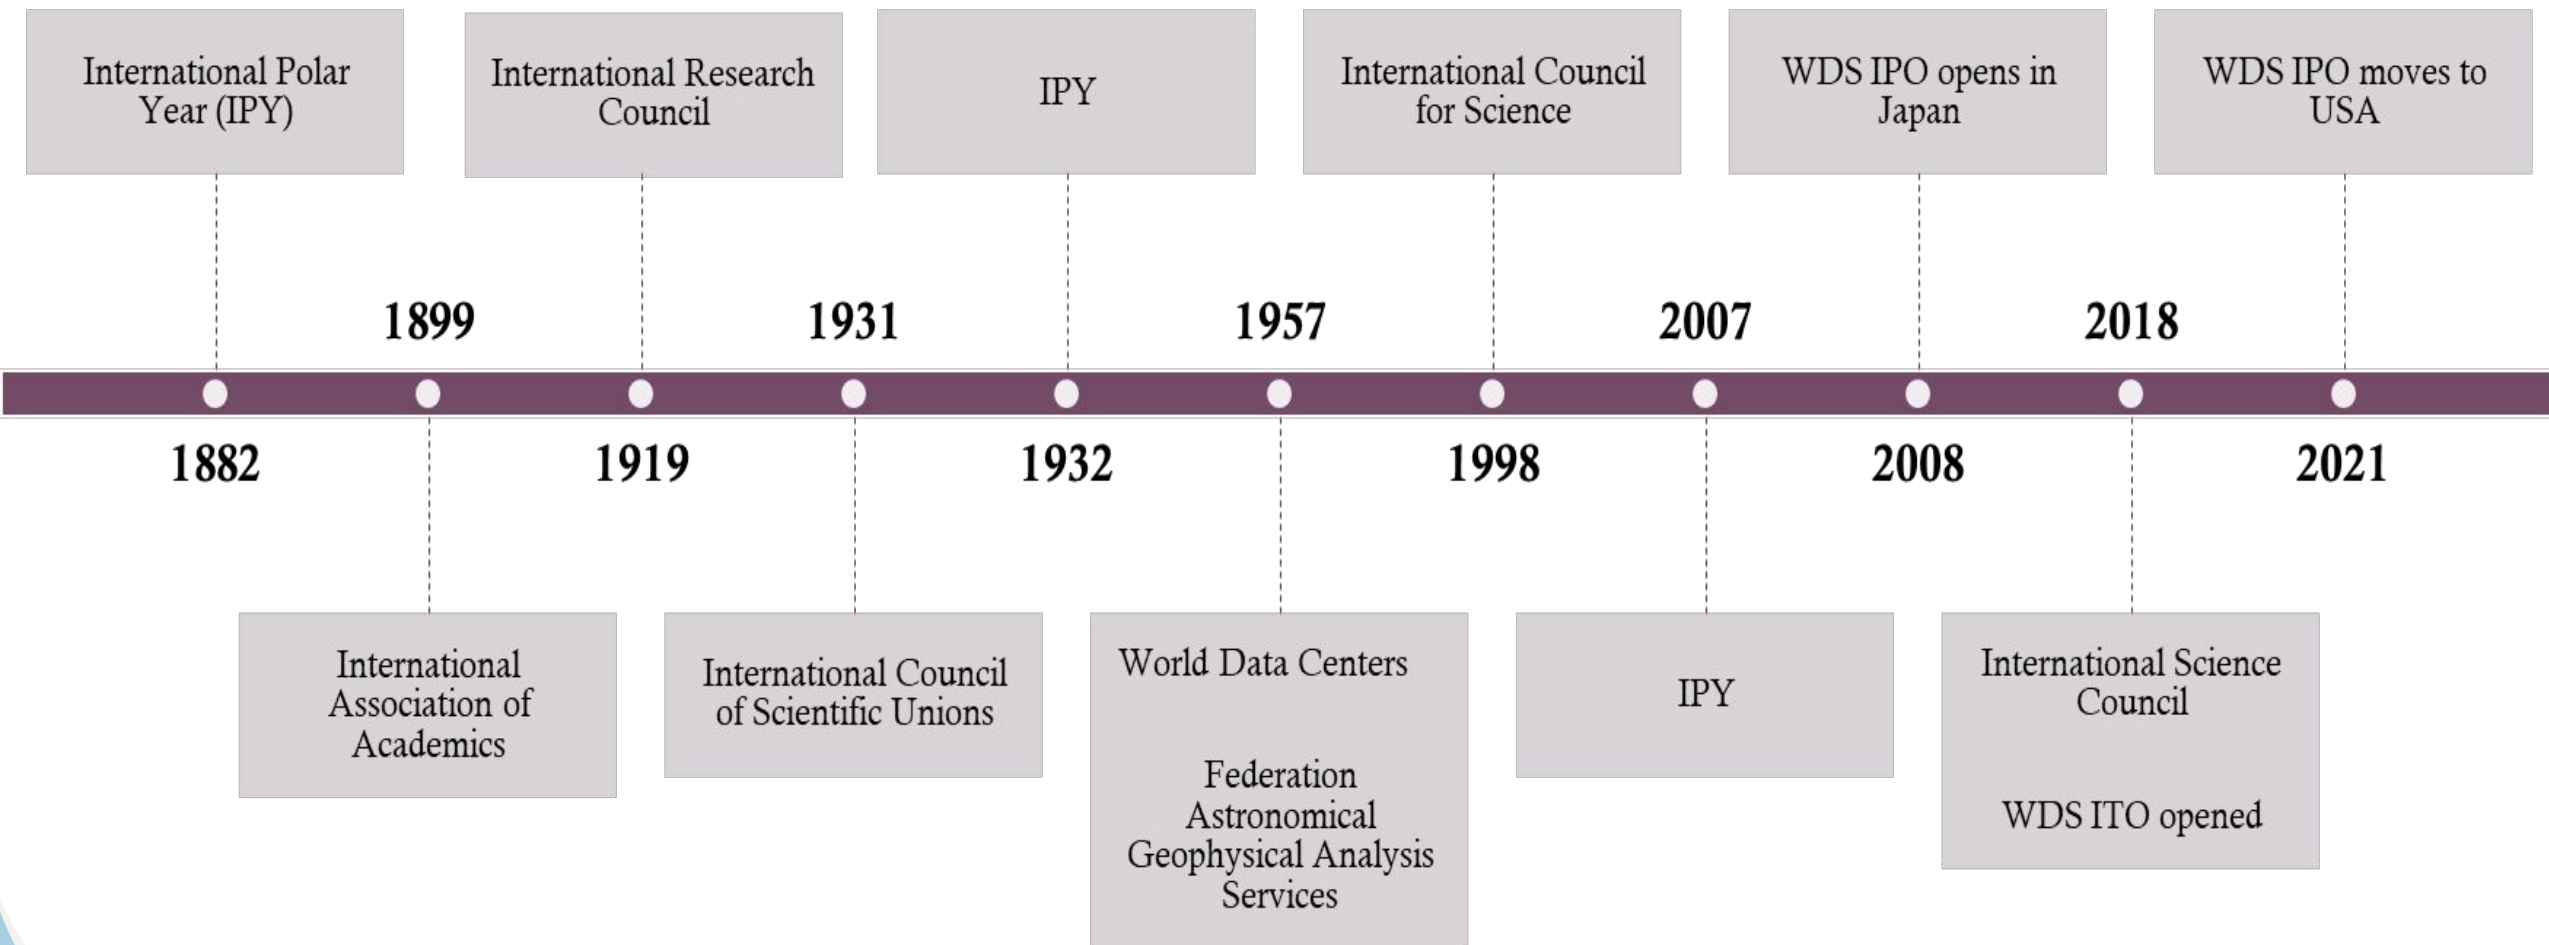 International Polar
Year (IPY)
International Research
Council
IPY
International Council
for Science
WDS IPO opens in
Japan
WDS IPO moves to
USA
1899
1931
1957
2007
2018
1882
1919
1932
1998
2008
2021
International
Association of
Academics
International Council
of Scientific Unions
World Data Centers
Federation
Astronomical
Geophysical Analysis
Services
IPY
International Science
Council
WDS ITO opened